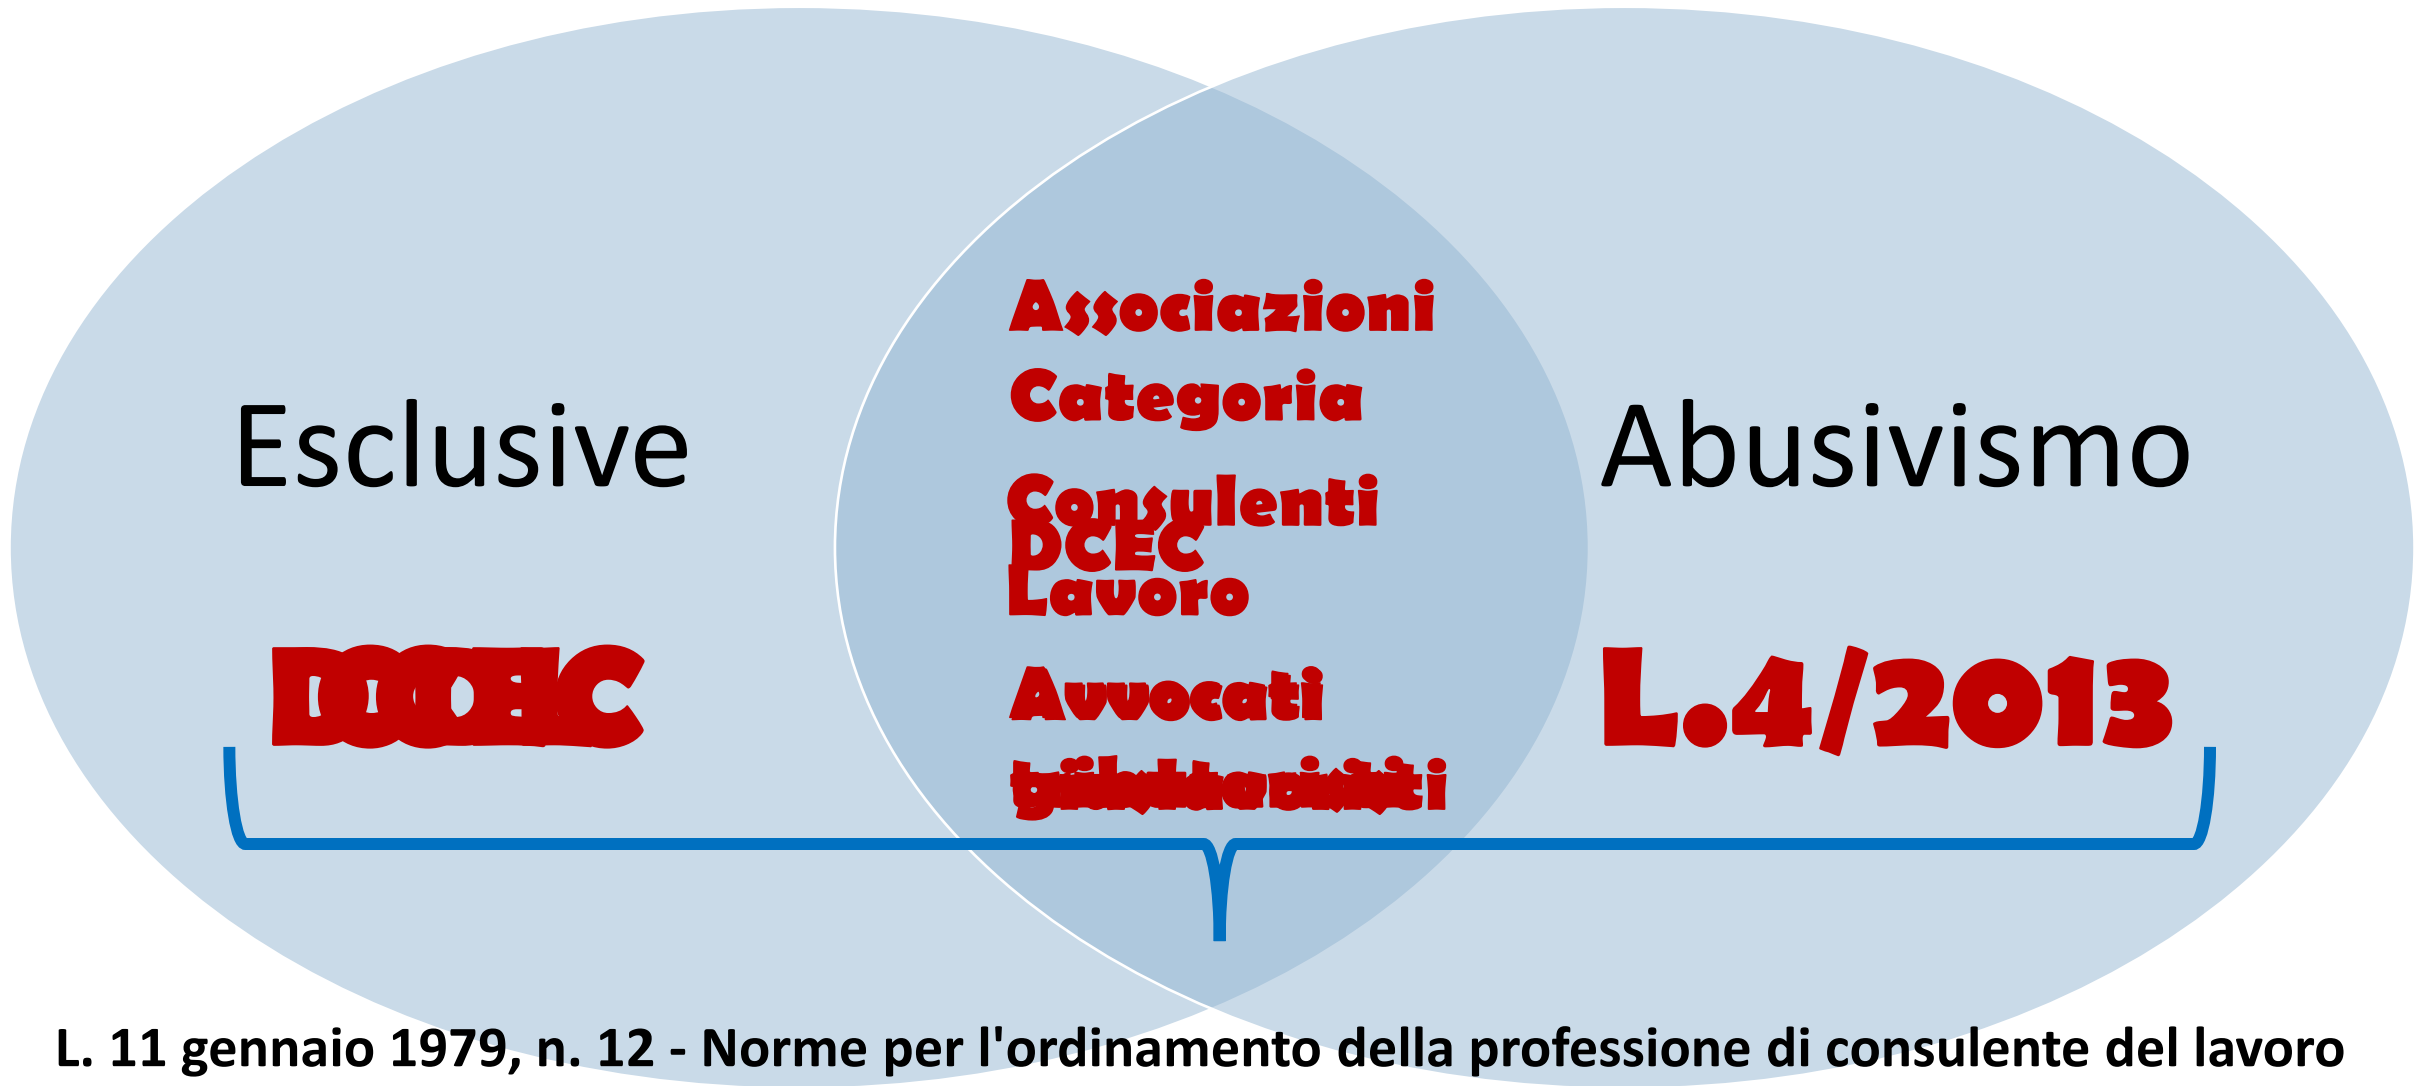 Associazioni
Categoria
Esclusive
Abusivismo
Consulenti
DCEC
Lavoro
L.4/2013
Avvocati
L. 11 gennaio 1979, n. 12 - Norme per l'ordinamento della professione di consulente del lavoro